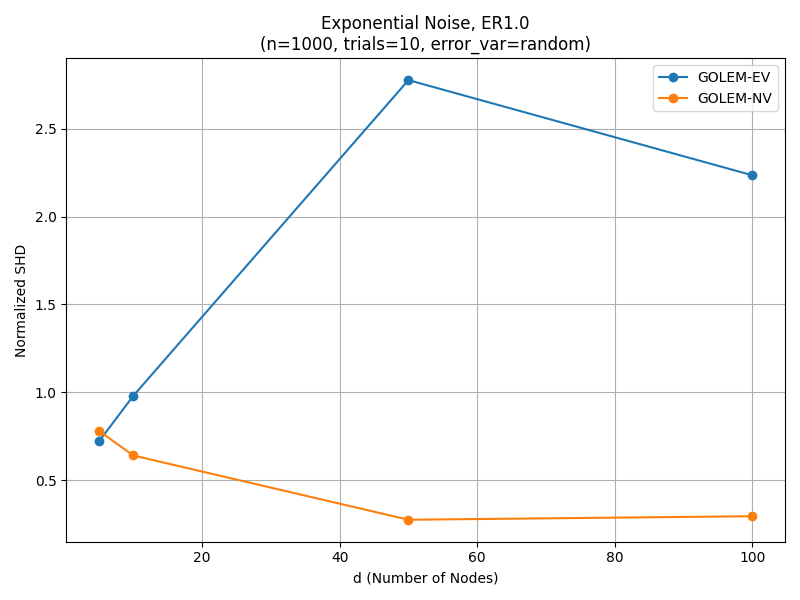 Exponential Noise, ER1.0
(n=1000, trials=10, error_var=random)
GOLEM-EV
GOLEM-NV
Normalized SHD
2.5
2.0
1.5
1.0
0.5
20 40 60 80 100
d (Number of Nodes)